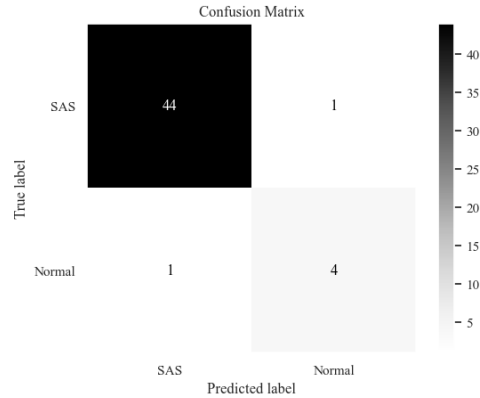 Confusion Matrix
True label
SAS
44
1
Normal
1
4
SAS
Normal
Predicted label
40
35
30
25
20
15
10
5